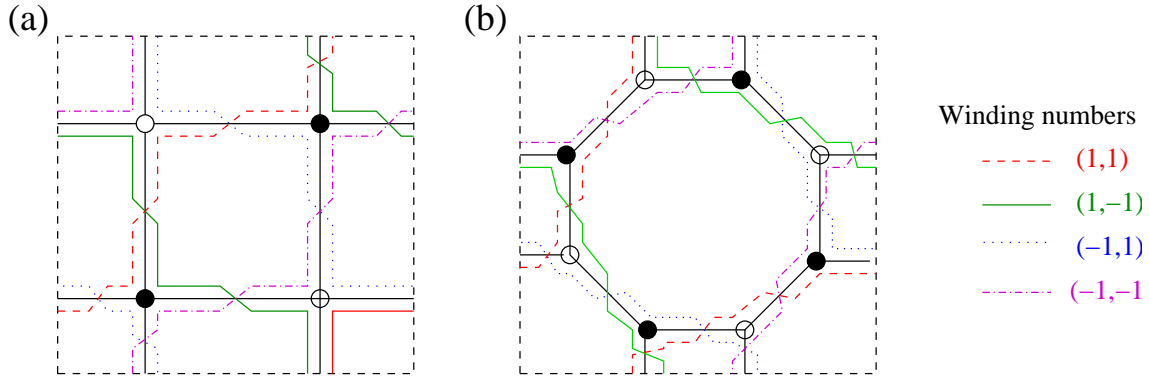 (a)
(b)
Winding numbers
(1,1)
(1,−1)
(−1,1)
(−1,−1